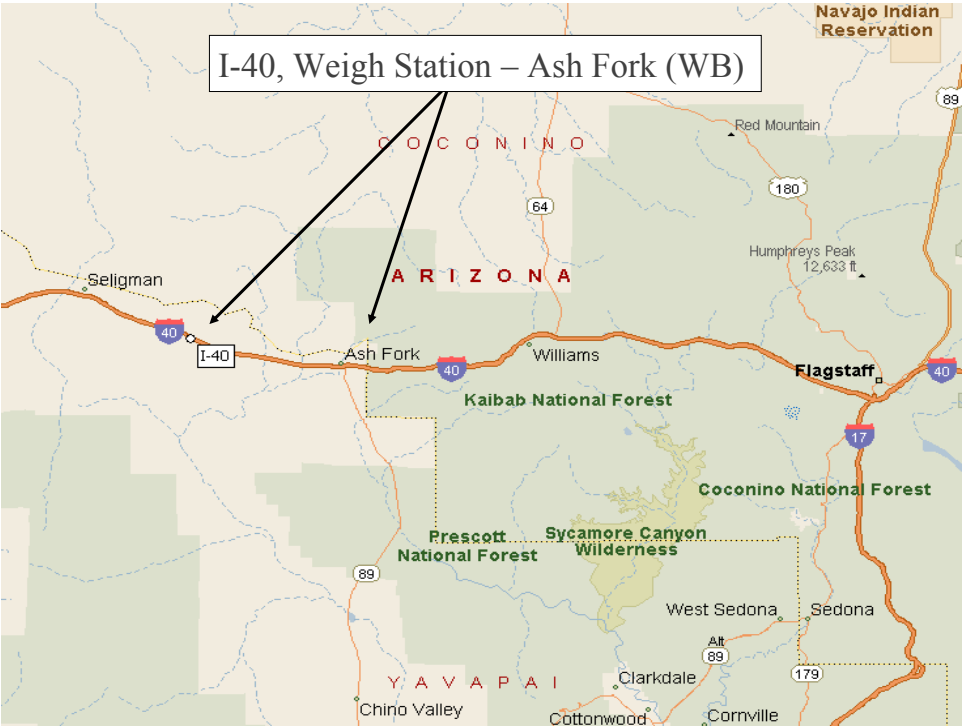 Navajo Indian
Reservation
I-40, Weigh Station – Ash Fork (WB)
89
Red Mountain
C O C O N I N O
180
64
Humphreys Peak
12,633 ft
A R I Z O N A
Seligman
40
I-40
Ash Fork
Williams
40
Flagstaff
40
Kaibab National Forest
17
Coconino National Forest
Prescott
National Forest
Sycamore Canyon
Wilderness
89
West Sedona
Sedona
Alt
89
179
Y A V A P A I
Clarkdale
Chino Valley
Cottonwood
Cornville